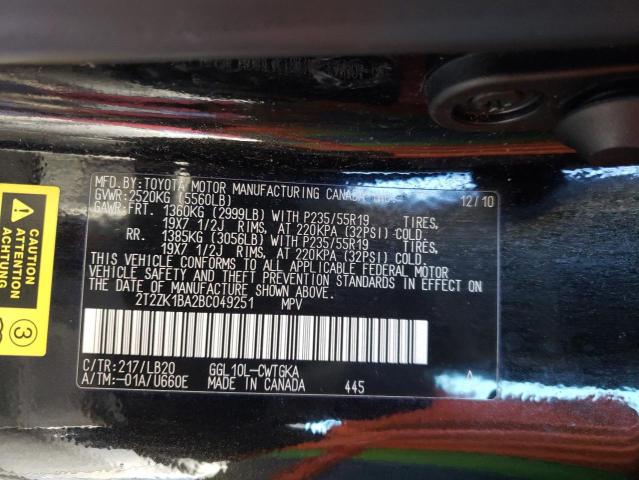 MFD.BY:TOYOTA MOTOR MANUFACTURING CANADA INC. 12/10
GVWR:2520KG (5560LB)
GAWR:FRT. 1360KG (2999LB) WITH P235/55R19 TIRES,
19X7 1/2J RIMS, AT 220KPA (32PSI) COLD.
RR. 1385KG (3056LB) WITH P235/55R19 TIRES,
19X7 1/2J RIMS, AT 220KPA (32PSI) COLD.
THIS VEHICLE CONFORMS TO ALL APPLICABLE FEDERAL MOTOR
VEHICLE SAFETY AND THEFT PREVENTION STANDARDS IN EFFECT
ON THE DATE OF MANUFACTURE SHOWN ABOVE.
2T2ZK1BA2BC049251 MPV
C/TR:217/LB20 GGL10L-CWTGKA
A/TM:-01A/U660E MADE IN CANADA 445 A
3